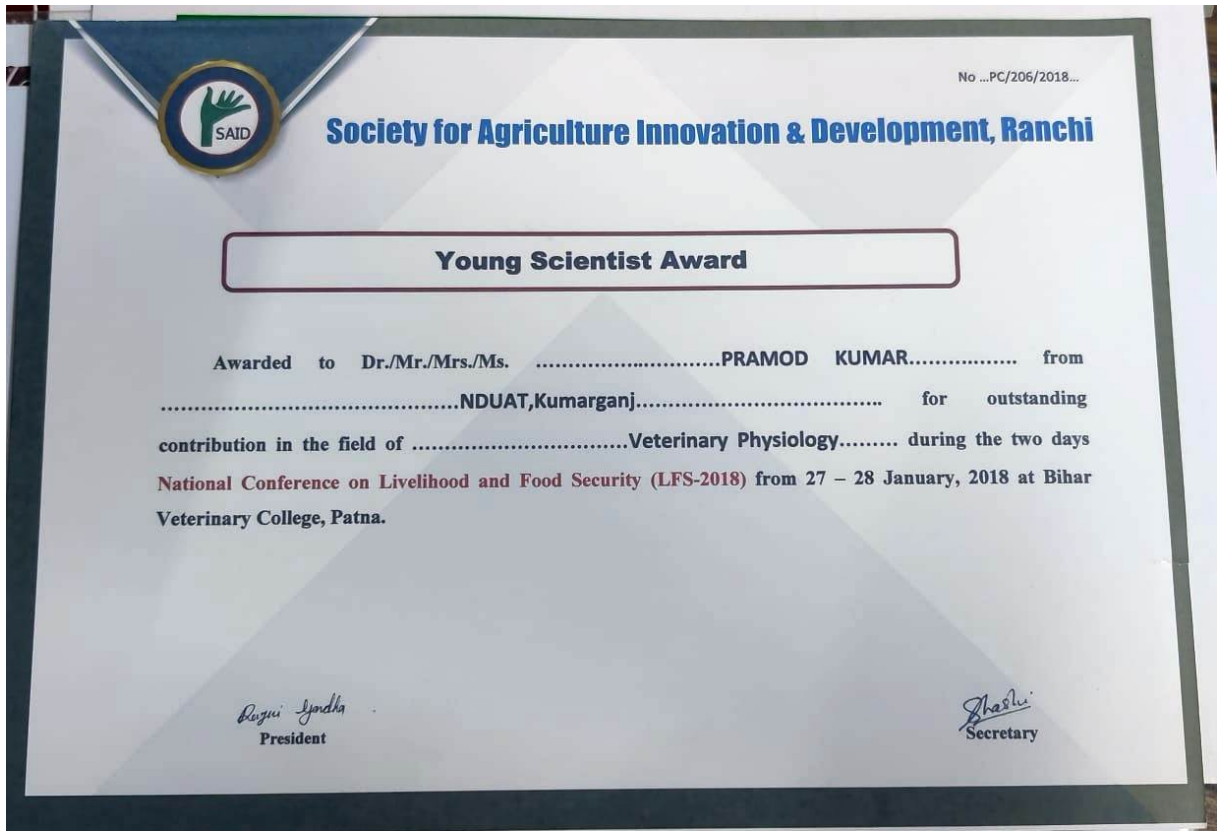 No ...PC/206/2018...
SAID
Society for Agriculture Innovation & Development, Ranchi
Young Scientist Award
Awarded to Dr./Mr./Mrs./Ms. ..............................PRAMOD KUMAR................. from
.............................................NDUAT,Kumarganj..................................... for outstanding
contribution in the field of ................................Veterinary Physiology......... during the two days
National Conference on Livelihood and Food Security (LFS-2018) from 27 – 28 January, 2018 at Bihar
Veterinary College, Patna.
Shashi
President
Secretary